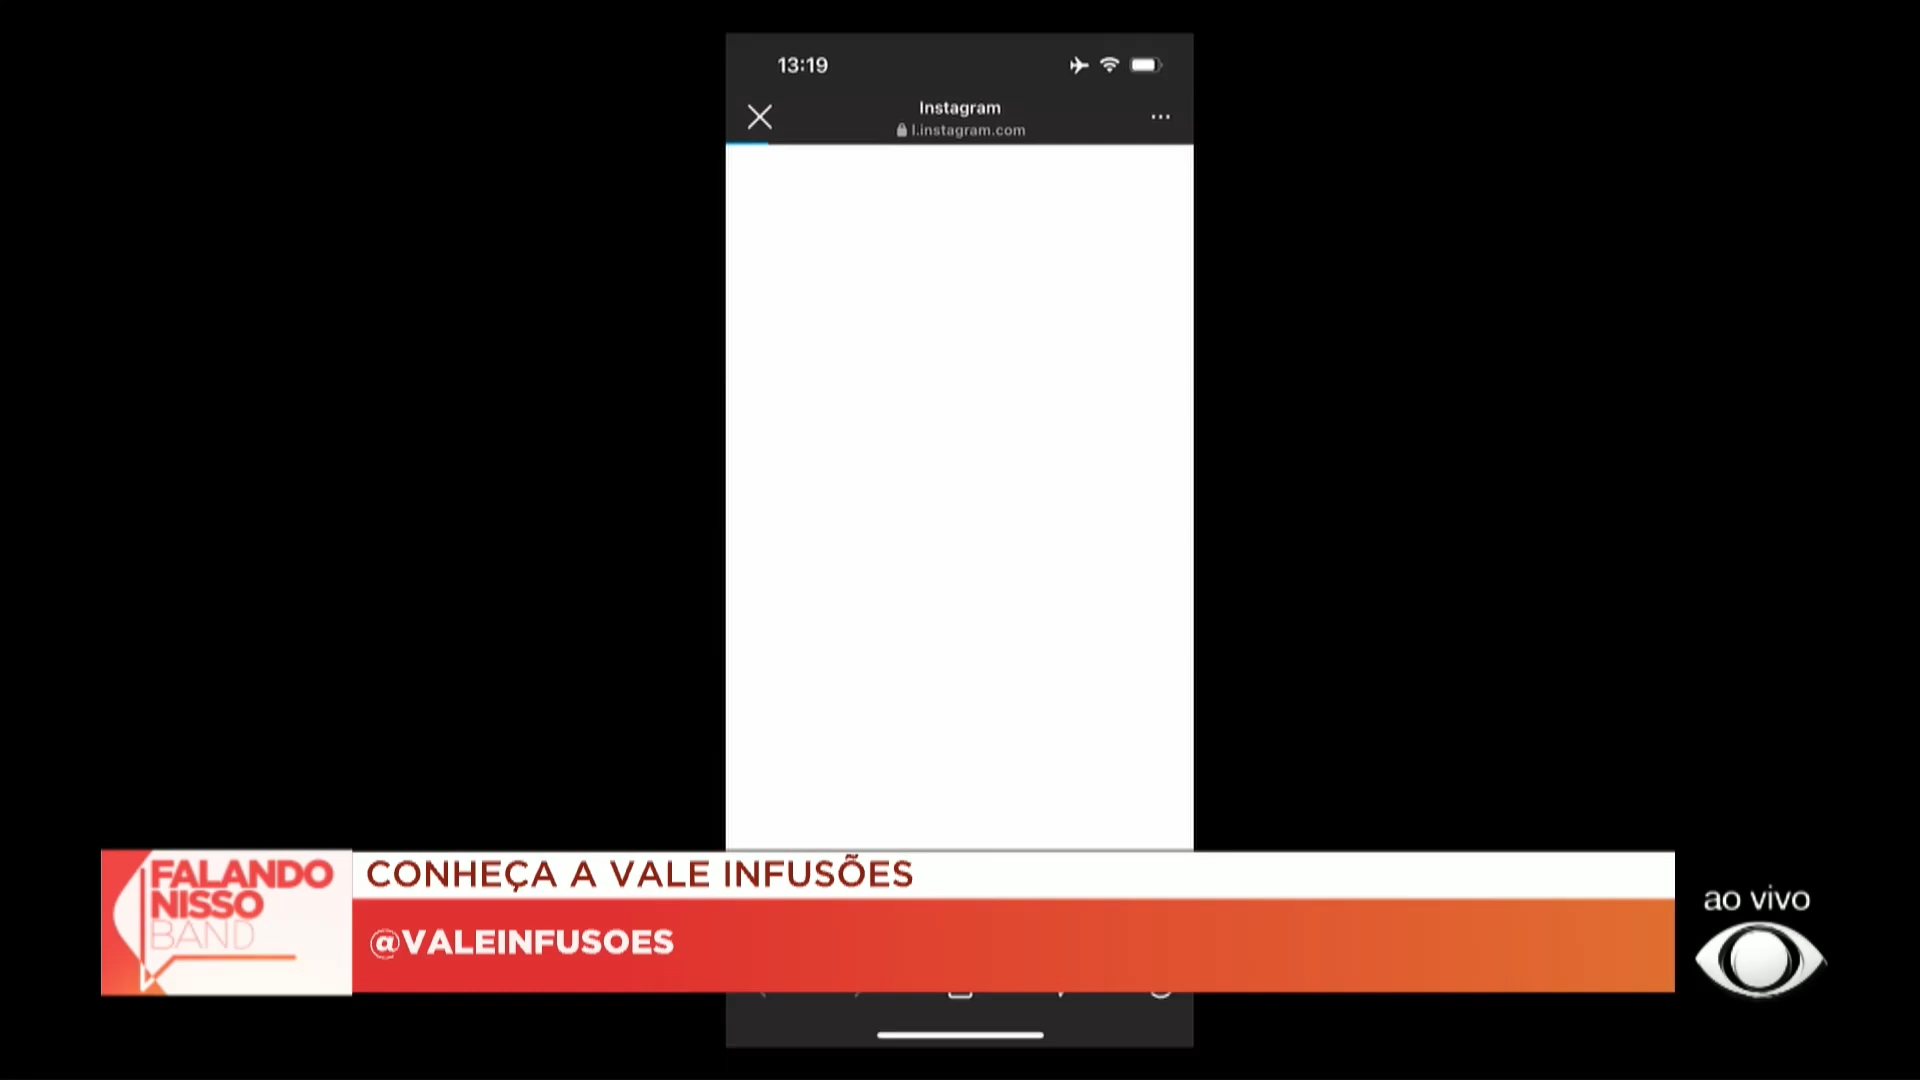 13:19
Instagram
l.instagram.com
FALANDO
NISSO
BAND
CONHEÇA A VALE INFUSÕES
@VALEINFUSOES
ao vivo